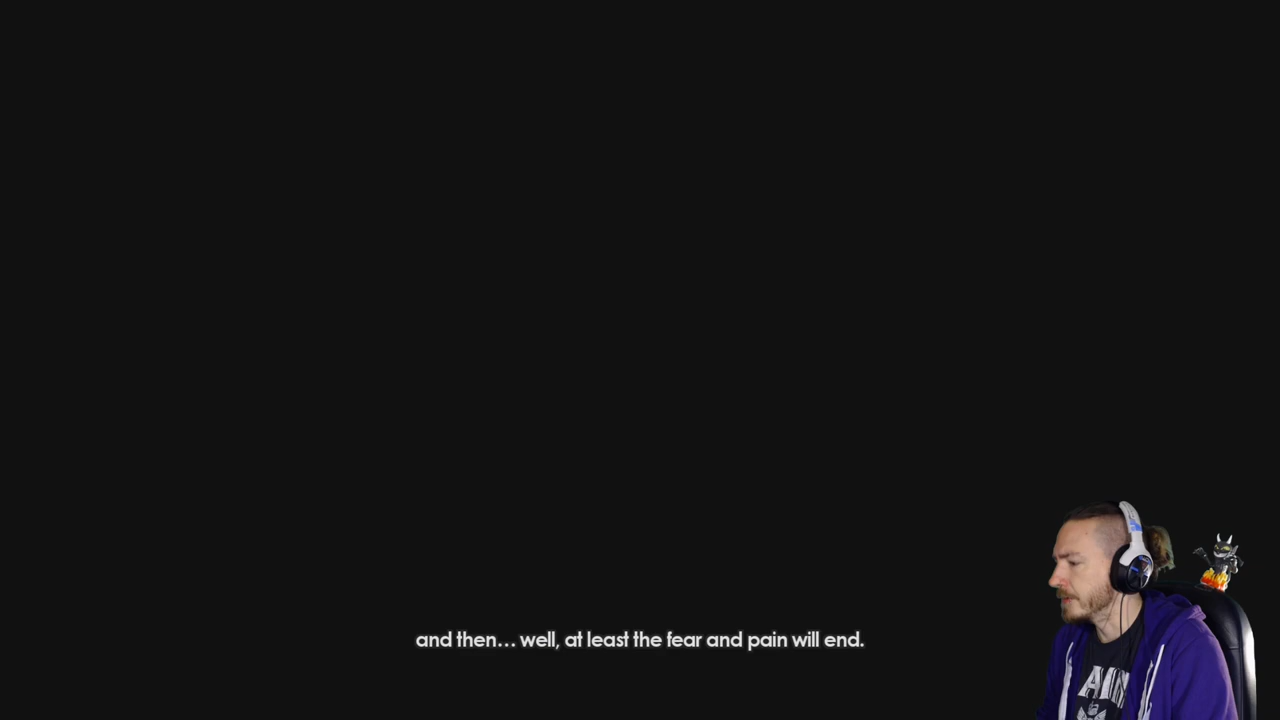 and then... well, at least the fear and pain will end.